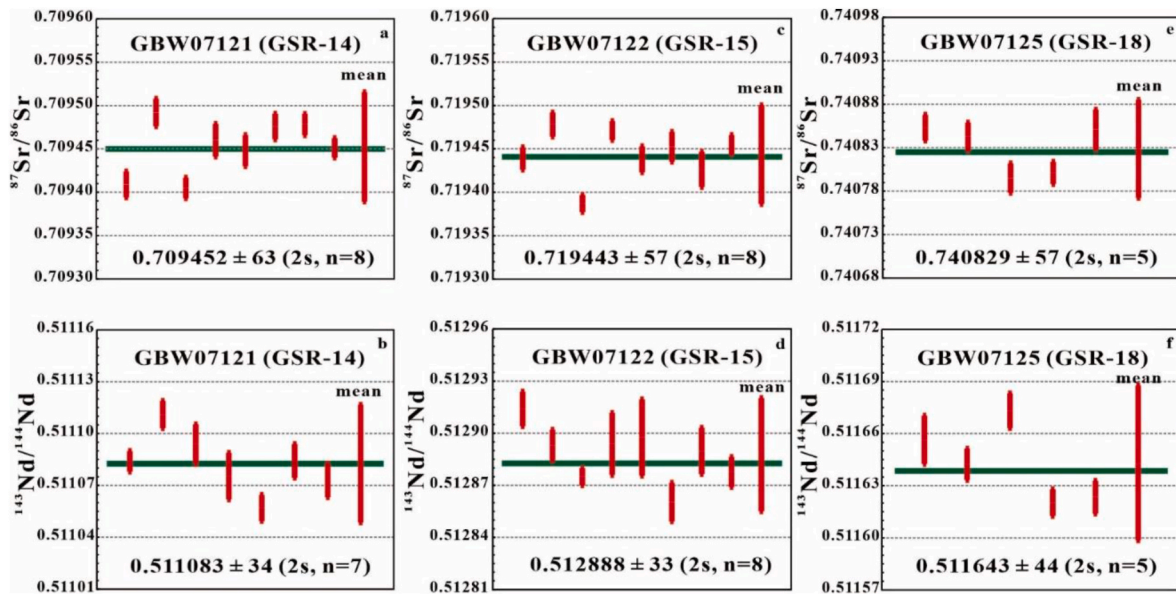 0.70960
0.70955
0.70950
0.70945
0.70940
0.70935
0.70930
87Sr/86Sr
GBW07121 (GSR-14)
a
mean
0.709452 ± 63 (2s, n=8)
0.71960
0.71955
0.71950
0.71944
0.71940
0.71935
0.71930
87Sr/86Sr
GBW07122 (GSR-15)
c
mean
0.719443 ± 57 (2s, n=8)
0.74098
0.74093
0.74088
0.74083
0.74078
0.74073
0.74068
87Sr/86Sr
GBW07125 (GSR-18)
e
mean
0.740829 ± 57 (2s, n=5)
0.51116
0.51113
0.51110
0.51107
0.51104
0.51101
143Nd/144Nd
GBW07121 (GSR-14)
b
mean
0.511083 ± 34 (2s, n=7)
0.51296
0.51293
0.51290
0.51287
0.51284
0.51281
143Nd/144Nd
GBW07122 (GSR-15)
d
mean
0.512888 ± 33 (2s, n=8)
0.51172
0.51169
0.51166
0.51163
0.51160
0.51157
143Nd/144Nd
GBW07125 (GSR-18)
f
mean
0.511643 ± 44 (2s, n=5)